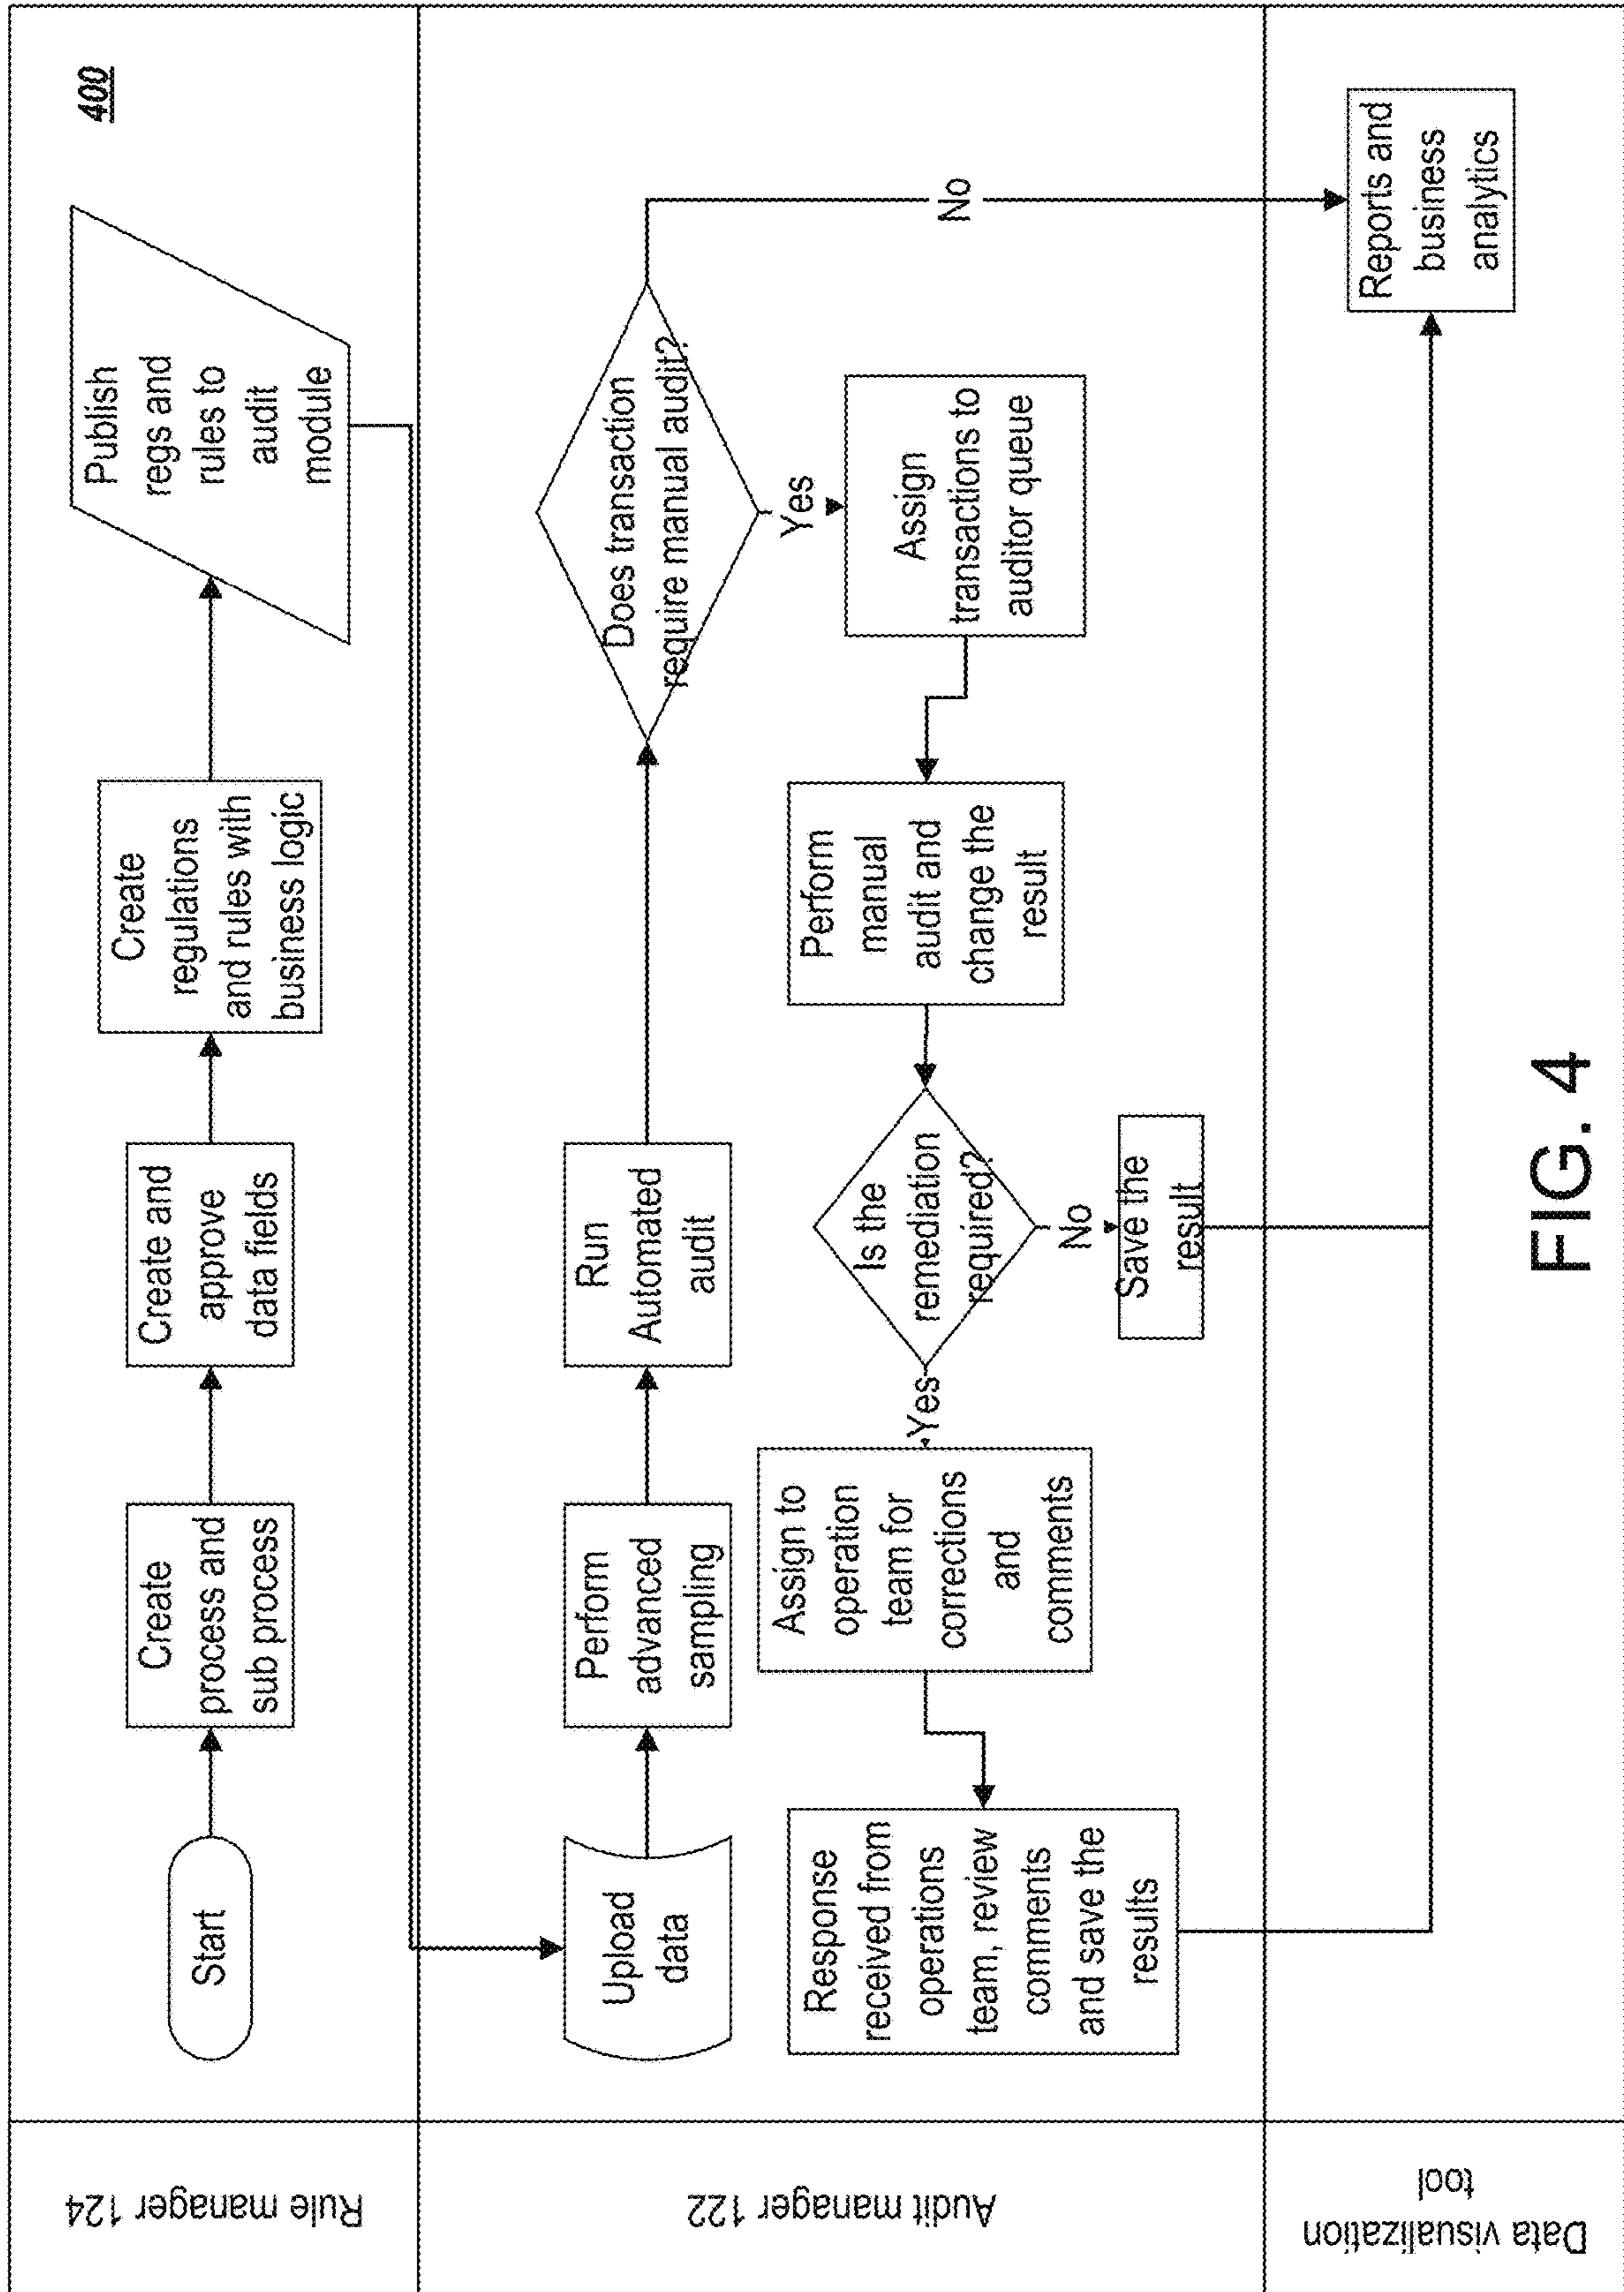 400
Rule manager 124
Start
Create
process and
sub process
Create and
approve
data fields
Create
regulations
and rules with
business logic
Publish
regs and
rules to
audit
module
Audit manager 122
Upload
data
Perform
advanced
sampling
Run
Automated
audit
Does transaction
require manual audit?
No
Yes
Assign
transactions to
auditor queue
Perform
manual
audit and
change the
result
Is the
remediation
required?
Yes
No
Save the
result
Assign to
operation
team for
corrections
and
comments
Response
received from
operations
team, review
comments
and save the
results
Data visualization
tool
Reports and
business
analytics
FIG. 4